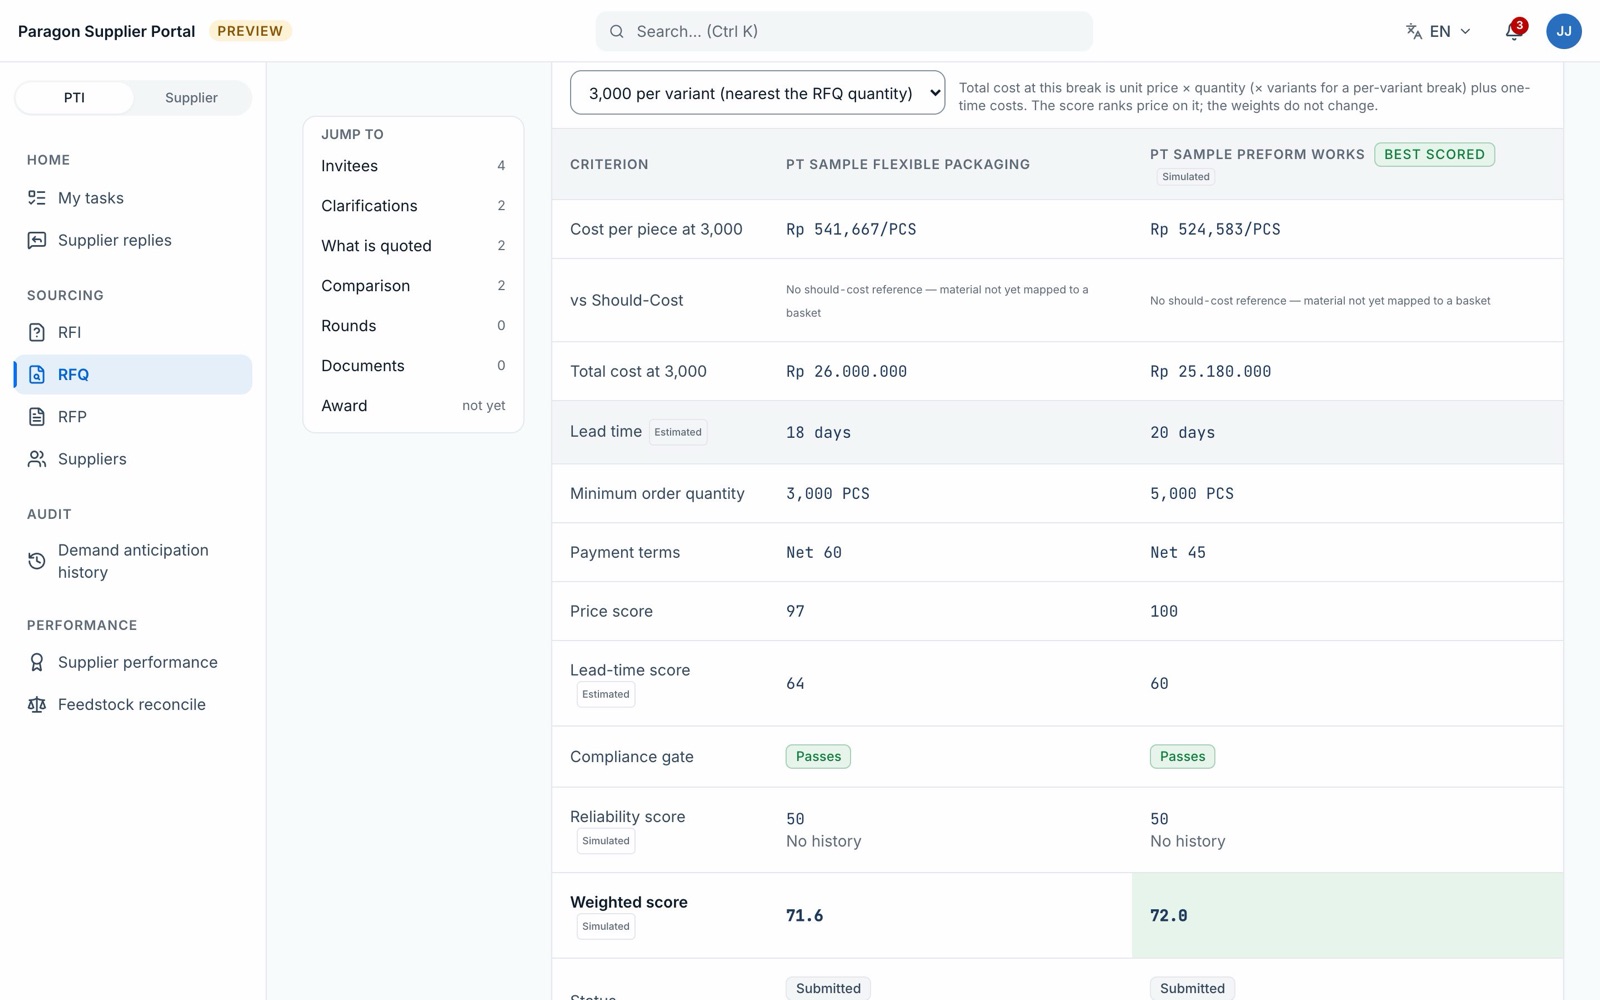 Paragon Supplier Portal PREVIEW
Search... (Ctrl K)
EN
3
JJ
PTI
Supplier
HOME
My tasks
Supplier replies
SOURCING
RFI
RFQ
RFP
Suppliers
AUDIT
Demand anticipation
history
PERFORMANCE
Supplier performance
Feedstock reconcile
JUMP TO
Invitees 4
Clarifications 2
What is quoted 2
Comparison 2
Rounds 0
Documents 0
Award not yet
3,000 per variant (nearest the RFQ quantity)
Total cost at this break is unit price × quantity (× variants for a per-variant break) plus one-
time costs. The score ranks price on it; the weights do not change.
CRITERION PT SAMPLE FLEXIBLE PACKAGING PT SAMPLE PREFORM WORKS BEST SCORED
Simulated
Cost per piece at 3,000 Rp 541,667/PCS Rp 524,583/PCS
vs Should-Cost No should-cost reference — material not yet mapped to a No should-cost reference — material not yet mapped to a basket
basket
Total cost at 3,000 Rp 26.000.000 Rp 25.180.000
Lead time Estimated 18 days 20 days
Minimum order quantity 3,000 PCS 5,000 PCS
Payment terms Net 60 Net 45
Price score 97 100
Lead-time score 64 60
Estimated
Compliance gate Passes Passes
Reliability score 50 50
Simulated No history No history
Weighted score 71.6 72.0
Simulated
Status Submitted Submitted